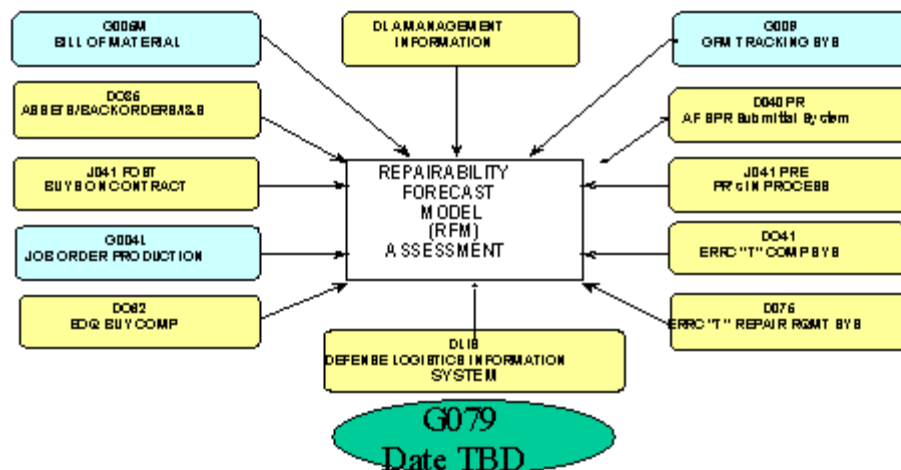 G005M
BILL OF MATERIAL
DLA MANAGEMENT
INFORMATION
G009
GFM TRACKING SYS
D035
ASSETS/BACKORDERS/I&S
D040 PR
AF SPR Submittal System
J041 POST
BUYS ON CONTRACT
REPAIRABILITY
FORECAST
MODEL
(RFM)
ASSESSMENT
J041 PRE
PR's IN PROCESS
G004L
JOB ORDER PRODUCTION
DO41
ERRC "T" COMP SYS
DO62
EOQ BUY COMP
D075
ERRC "T" REPAIR RQMT SYS
DLIS
DEFENSE LOGISTICS INFORMATION
SYSTEM
G079
Date TBD